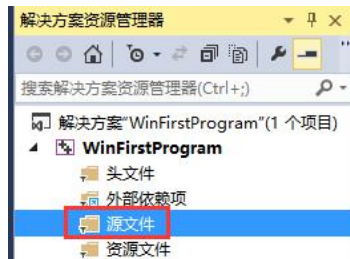 解决方案资源管理器
搜索解决方案资源管理器(Ctrl+;)
解决方案"WinFirstProgram"(1 个项目)
WinFirstProgram
头文件
外部依赖项
源文件
资源文件